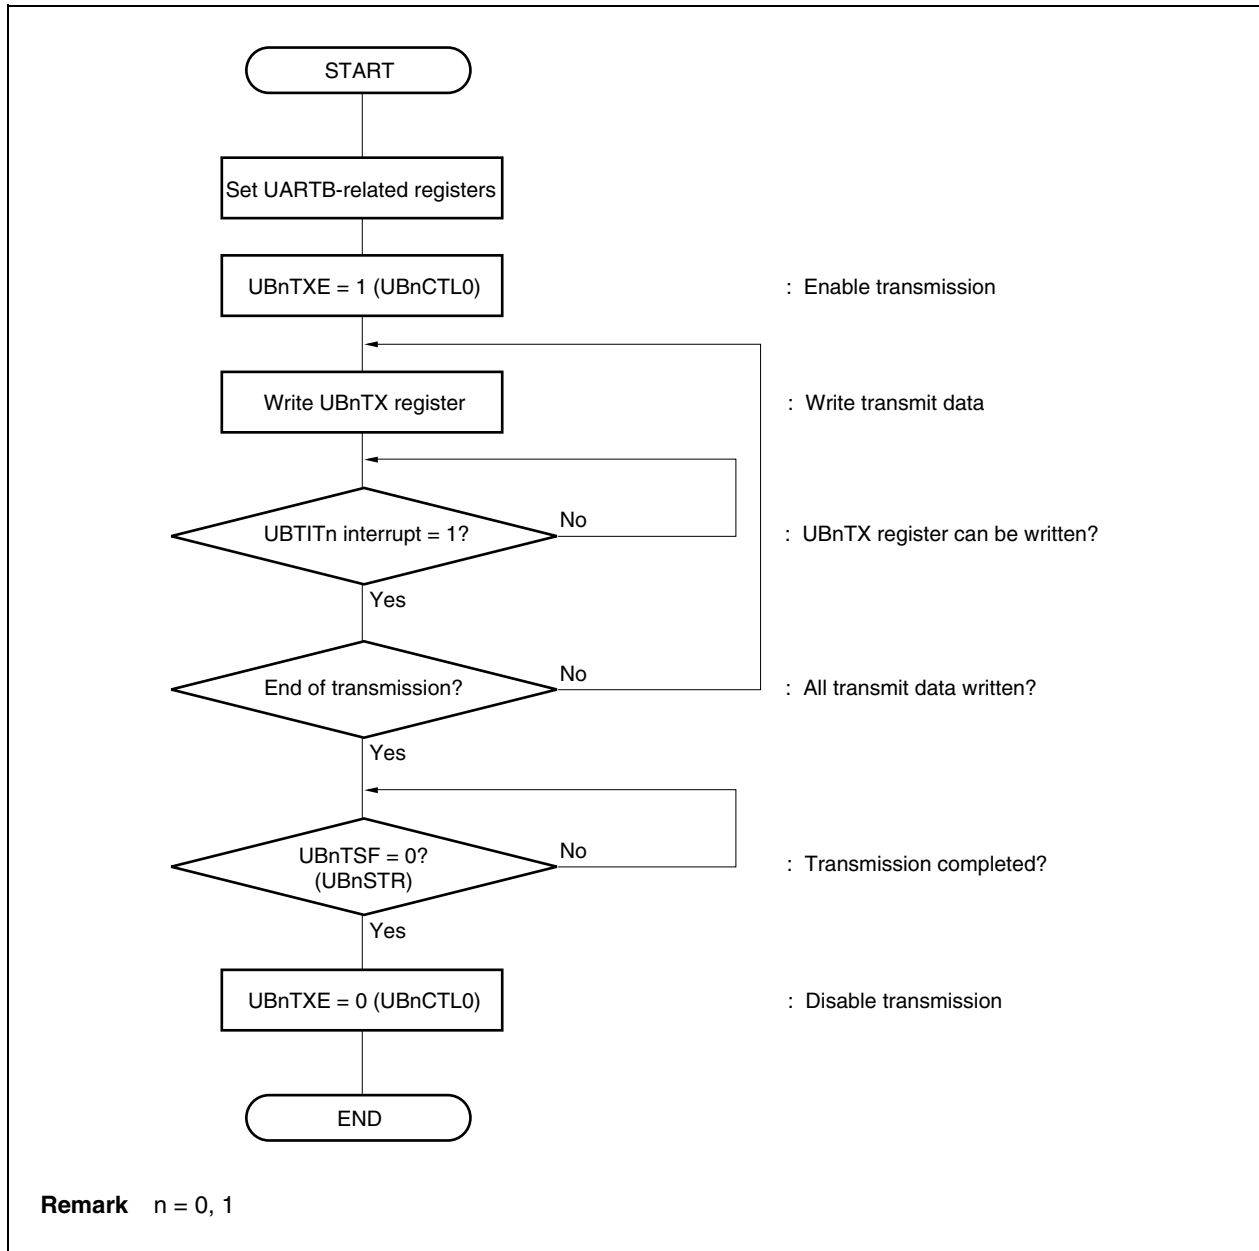 START
Set UARTB-related registers
UBnTXE = 1 (UBnCTL0)
: Enable transmission
Write UBnTX register
: Write transmit data
UBTITn interrupt = 1?
No
: UBnTX register can be written?
Yes
End of transmission?
No
: All transmit data written?
Yes
UBnTSF = 0?
(UBnSTR)
No
: Transmission completed?
Yes
UBnTXE = 0 (UBnCTL0)
: Disable transmission
END
Remark n = 0, 1